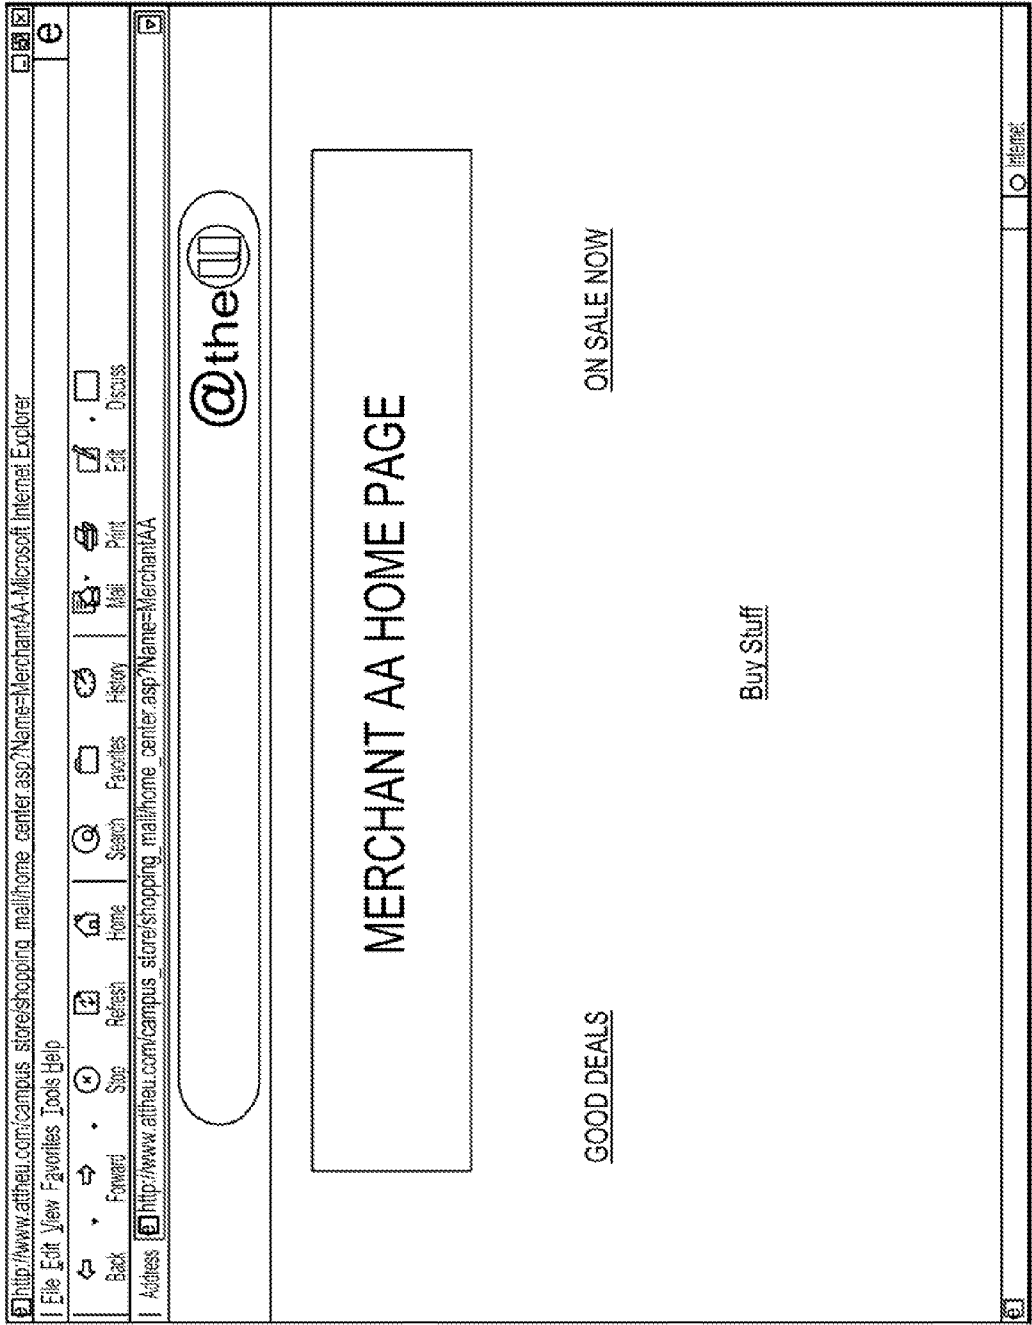 http://www.attheu.com/campus_store/shopping_mall/home_center.asp?Name=MerchantAA-Microsoft Internet Explorer
File Edit View Favorites Tools Help
e
Back Forward Stop Refresh Home Search Favorites History Mail Print Edit Discuss
Address http://www.attheu.com/campus_store/shopping_mall/home_center.asp?Name=MerchantAA
@theU
MERCHANT AA HOME PAGE
GOOD DEALS ON SALE NOW
Buy Stuff
Internet